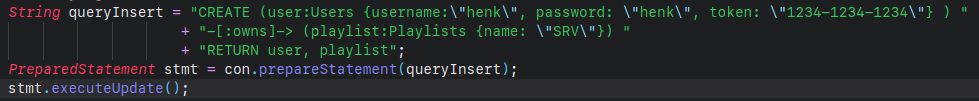 String queryInsert = "CREATE (user:Users {username:\"henk\", password: \"henk\", token: \"1234-1234-1234\"} ) "
+ "-[:owns]-> (playlist:Playlists {name: \"SRV\"}) "
+ "RETURN user, playlist";
PreparedStatement stmt = con.prepareStatement(queryInsert);
stmt.executeUpdate();